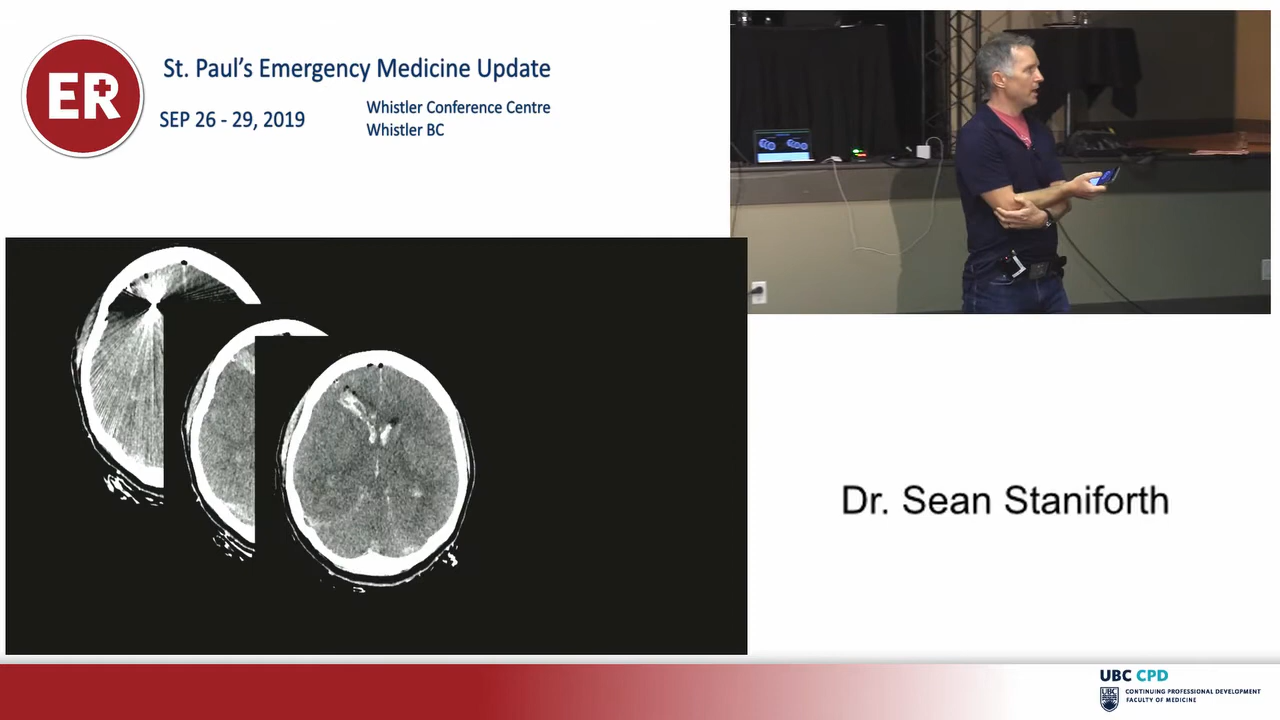 ER
St. Paul's Emergency Medicine Update
SEP 26 - 29, 2019
Whistler Conference Centre
Whistler BC
Dr. Sean Staniforth
UBC CPD
UBC
CONTINUING PROFESSIONAL DEVELOPMENT
FACULTY OF MEDICINE